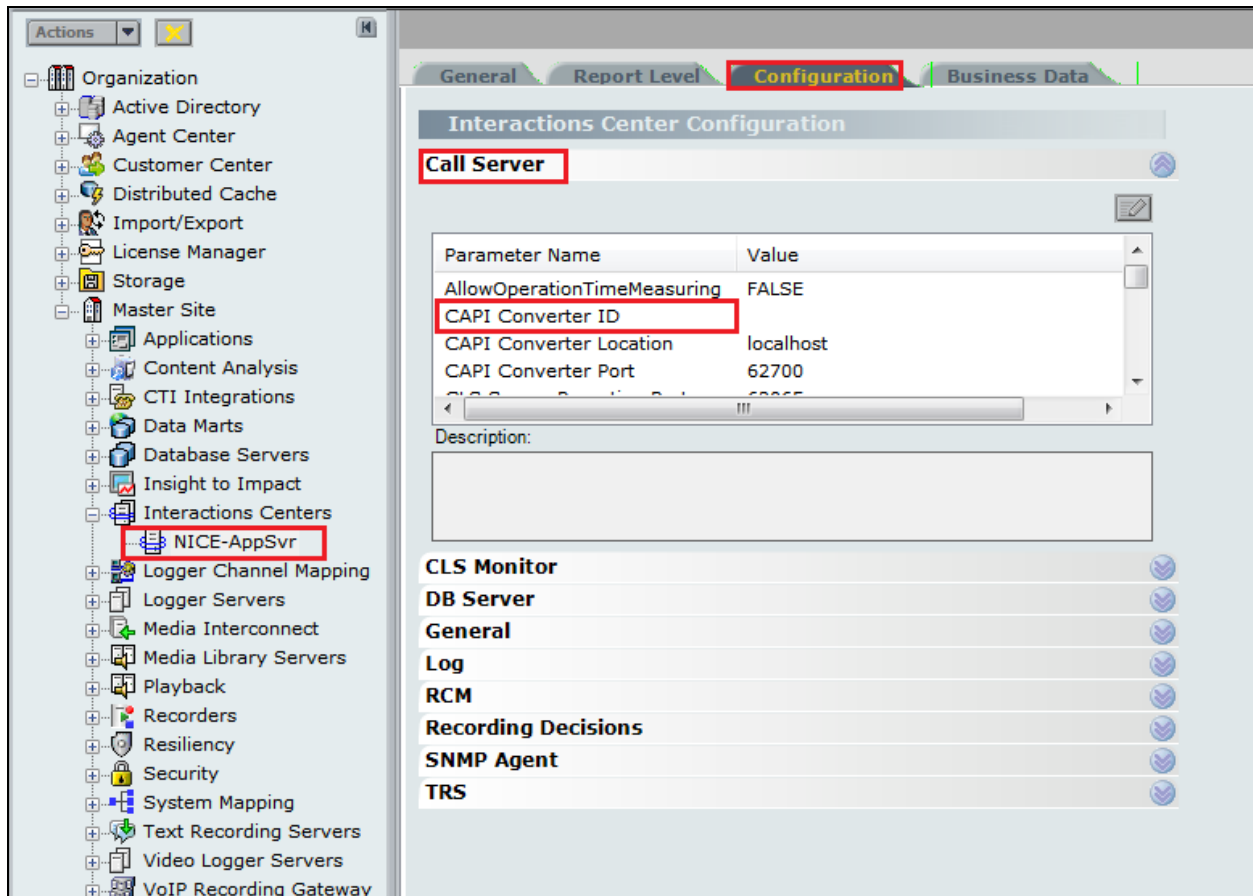 Actions
Organization
Active Directory
Agent Center
Customer Center
Distributed Cache
Import/Export
License Manager
Storage
Master Site
Applications
Content Analysis
CTI Integrations
Data Marts
Database Servers
Insight to Impact
Interactions Centers
NICE-AppSvr
Logger Channel Mapping
Logger Servers
Media Interconnect
Media Library Servers
Playback
Recorders
Resiliency
Security
System Mapping
Text Recording Servers
Video Logger Servers
VoIP Recording Gateway
General Report Level Configuration Business Data
Interactions Center Configuration
Call Server
Parameter Name Value
AllowOperationTimeMeasuring FALSE
CAPI Converter ID
CAPI Converter Location localhost
CAPI Converter Port 62700
Description:
CLS Monitor
DB Server
General
Log
RCM
Recording Decisions
SNMP Agent
TRS